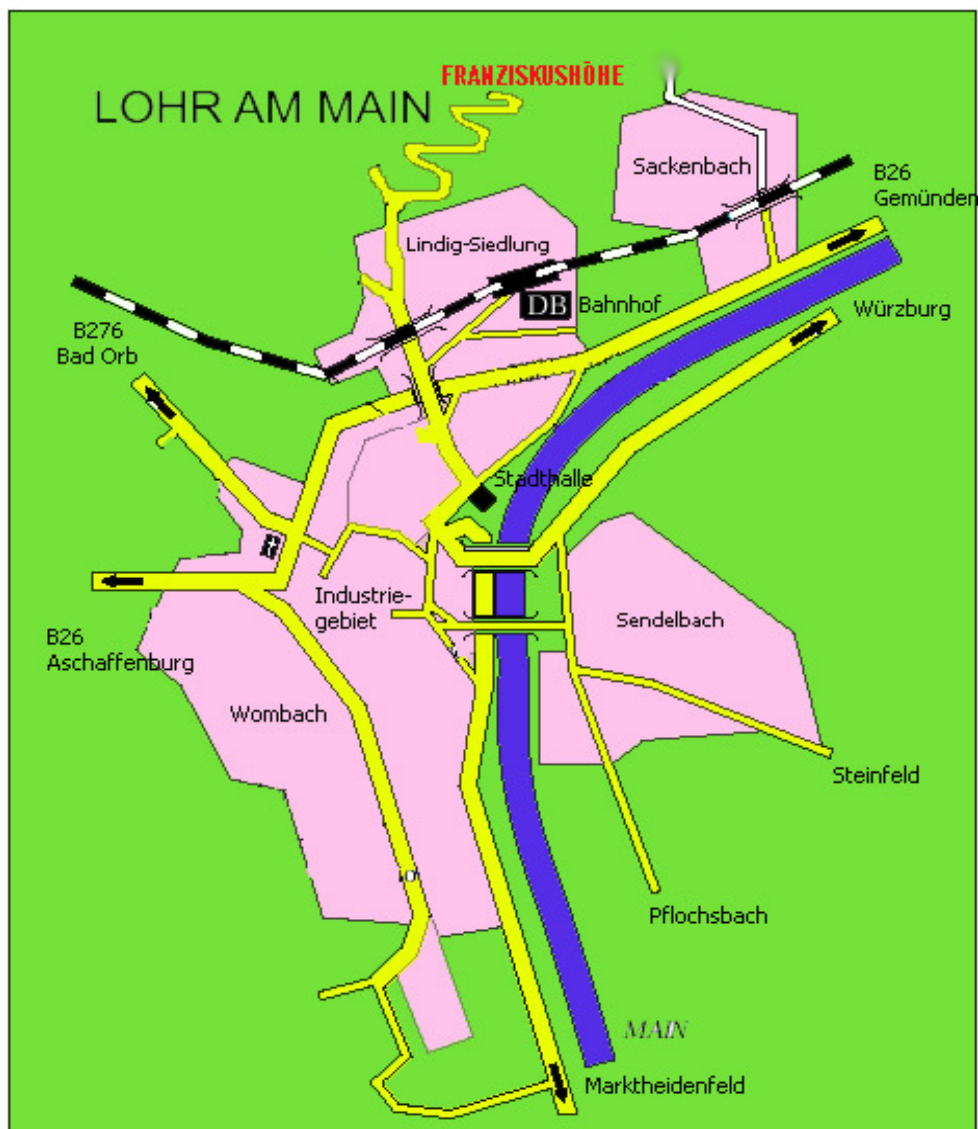 FRANZISKUSHÖHE
LOHR AM MAIN
Sackenbach
B26
Gemünden
Lindig-Siedlung
DB Bahnhof
Würzburg
B276
Bad Orb
Stadthalle
Industrie-
gebiet
Sendelbach
B26
Aschaffenburg
Wombach
Steinfeld
Pflochsbach
MAIN
Marktheidenfeld